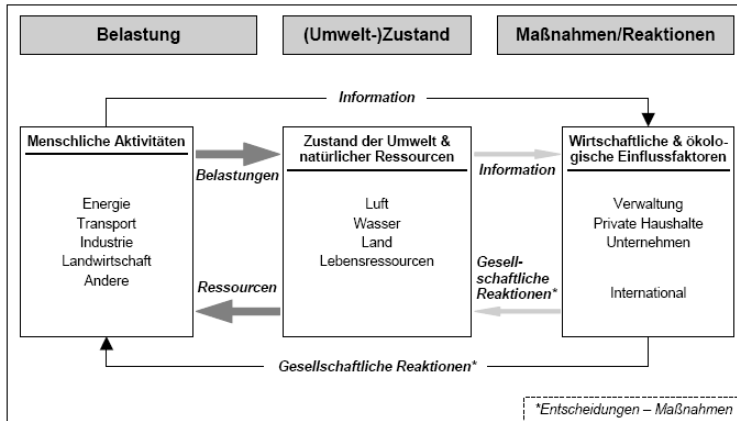 Belastung
(Umwelt-)Zustand
Maßnahmen/Reaktionen
Information
Menschliche Aktivitäten
Energie
Transport
Industrie
Landwirtschaft
Andere
Belastungen
Ressourcen
Zustand der Umwelt &
natürlicher Ressourcen
Luft
Wasser
Land
Lebensressourcen
Information
Gesell-
schaftliche
Reaktionen*
Wirtschaftliche & ökolo-
gische Einflussfaktoren
Verwaltung
Private Haushalte
Unternehmen
International
Gesellschaftliche Reaktionen*
*Entscheidungen – Maßnahmen